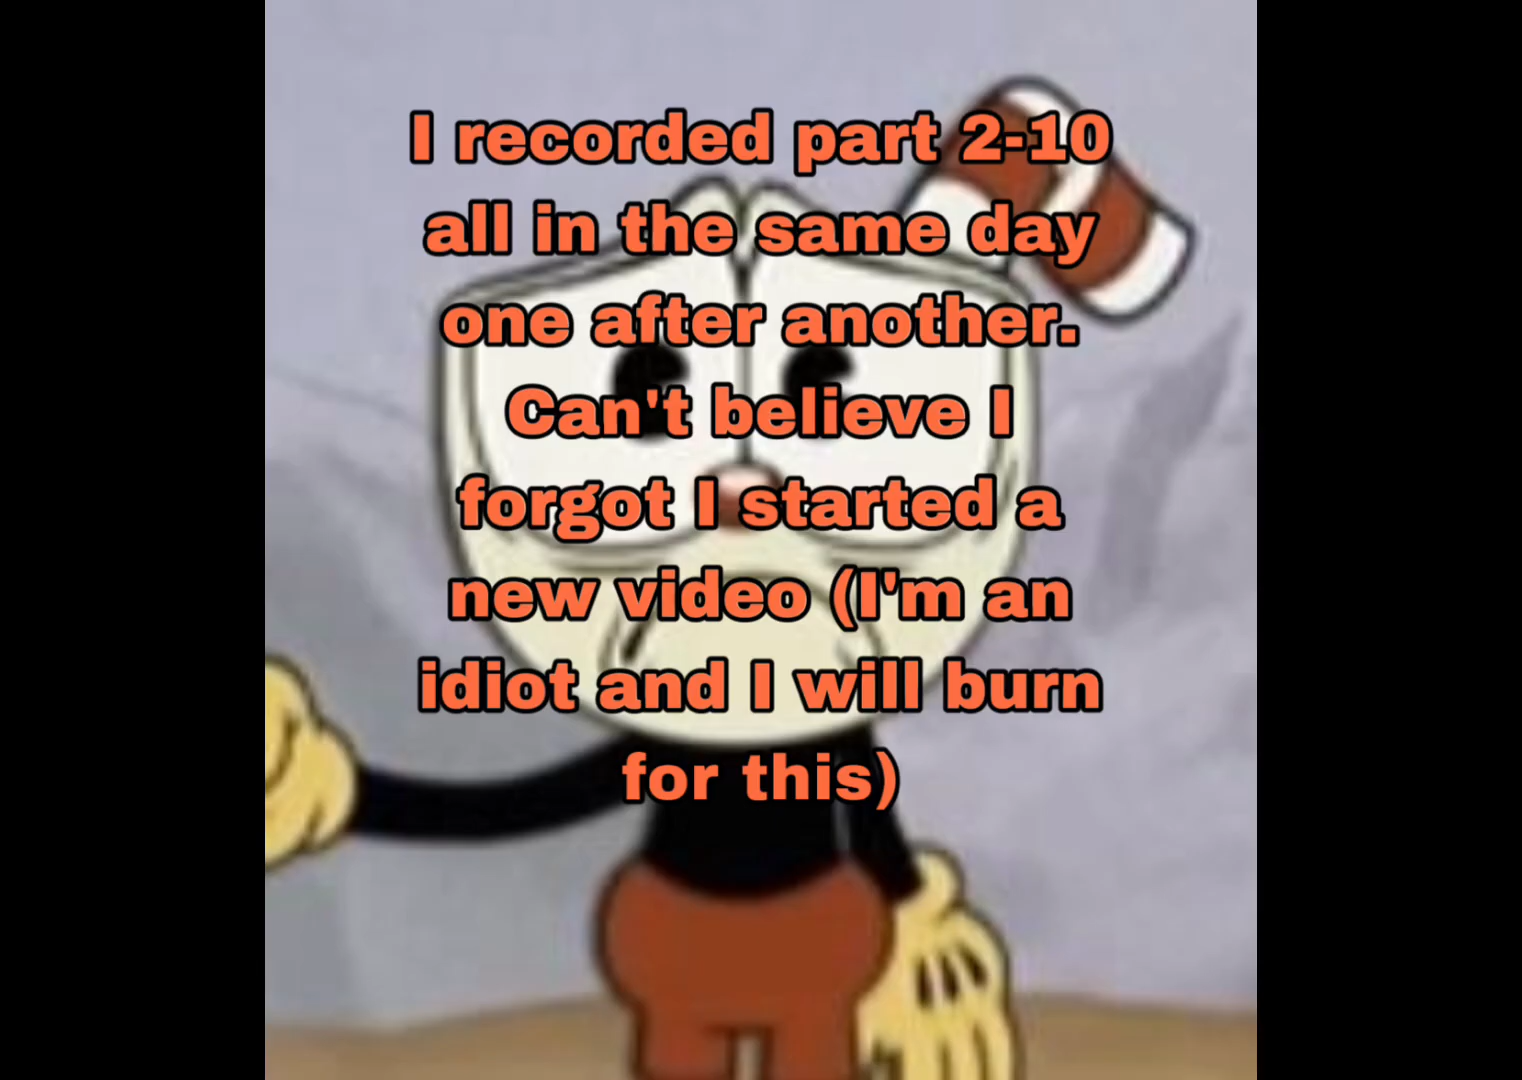 I recorded part 2-10
all in the same day
one after another.
Can't believe I
forgot I started a
new video (I'm an
idiot and I will burn
for this)